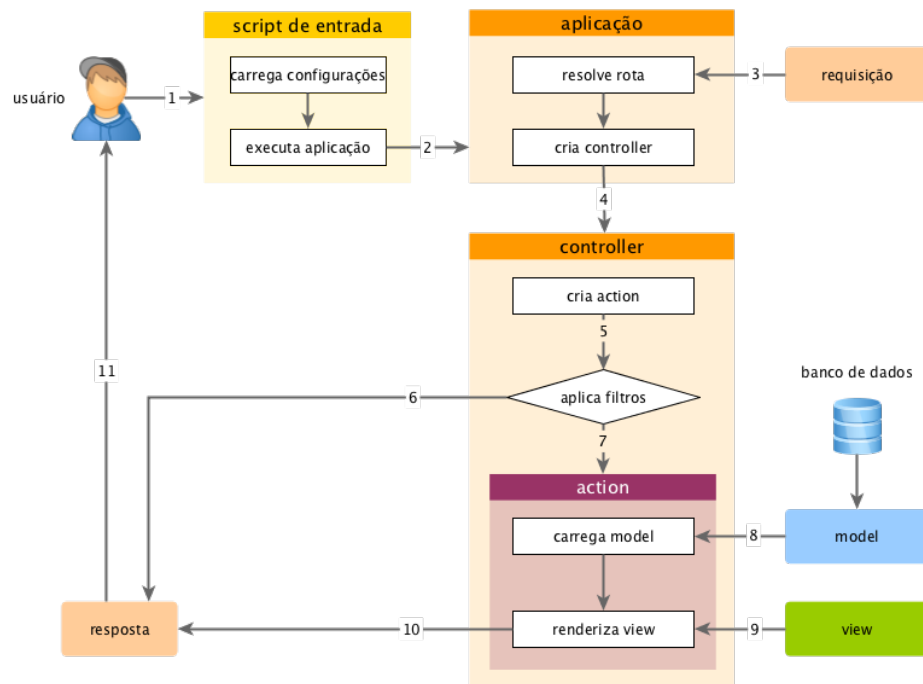 script de entrada
aplicação
carrega configurações
resolve rota
3
requisição
usuário
1
executa aplicação
2
cria controller
4
controller
cria action
5
11
6
aplica filtros
banco de dados
7
action
carrega model
8
model
resposta
10
renderiza view
9
view